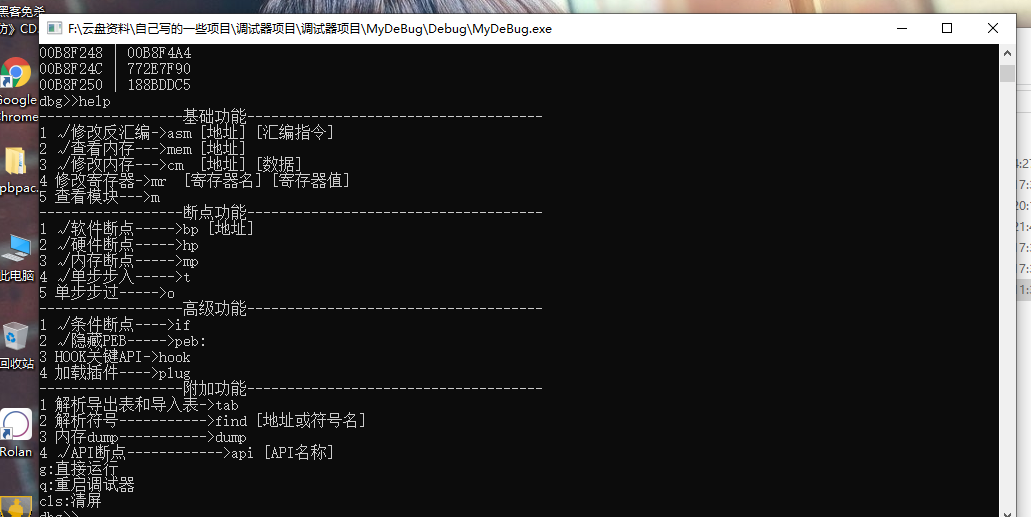 黑客免杀
防》CD.
Google
Chrome
pbpac.
此电脑
回收站
Rolan
F:\云盘资料\自己写的一些项目\调试器项目\调试器项目\MyDeBug\Debug\MyDeBug.exe
00B8F248 | 00B8F4A4
00B8F24C | 772E7F90
00B8F250 | 188BDDC5
dbg>>help
------------------基础功能-------------------------------------
1 ./修改反汇编->asm [地址] [汇编指令]
2 ./查看内存--->mem [地址]
3 ./修改内存--->cm  [地址] [数据]
4 修改寄存器->mr  [寄存器名] [寄存器值]
5 查看模块--->m
------------------断点功能-------------------------------------
1 ./软件断点----->bp [地址]
2 ./硬件断点----->hp
3 ./内存断点----->mp
4 ./单步步入----->t
5 单步步过----->o
------------------高级功能-------------------------------------
1 ./条件断点---->if
2 ./隐藏PEB----->peb:
3 HOOK关键API->hook
4 加载插件---->plug
------------------附加功能-------------------------------------
1 解析导出表和导入表->tab
2 解析符号----------->find [地址或符号名]
3 内存dump----------->dump
4 ./API断点------------>api [API名称]
g:直接运行
q:重启调试器
cls:清屏
dbg>>